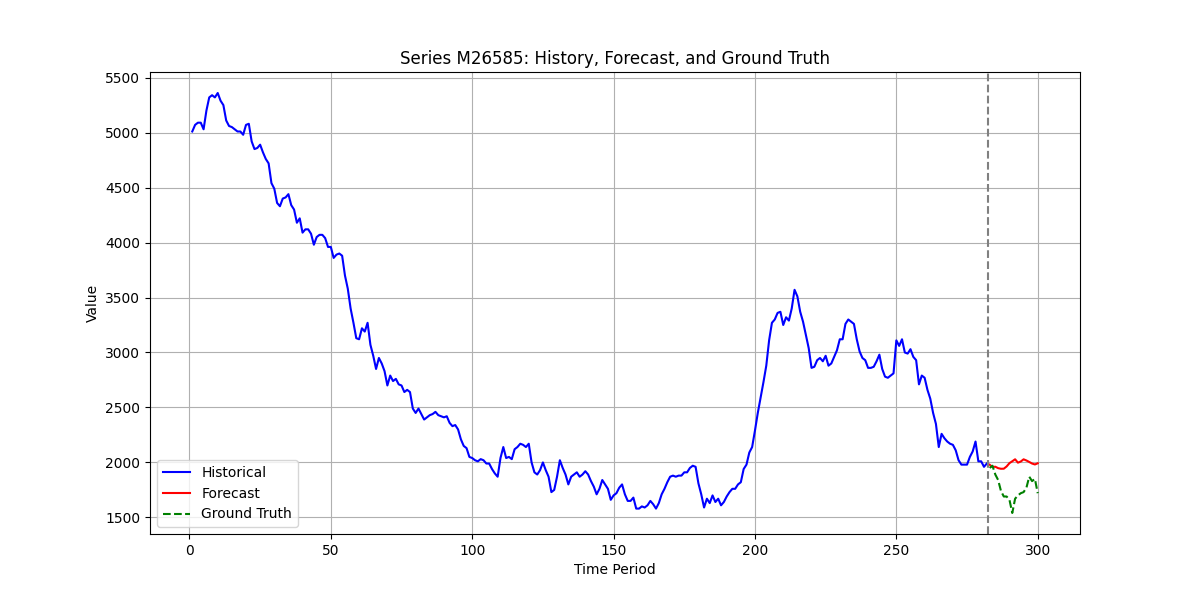 Series M26585: History, Forecast, and Ground Truth
5500
5000
4500
4000
3500
3000
2500
2000
1500
Value
Historical
Forecast
Ground Truth
0 50 100 150 200 250 300
Time Period